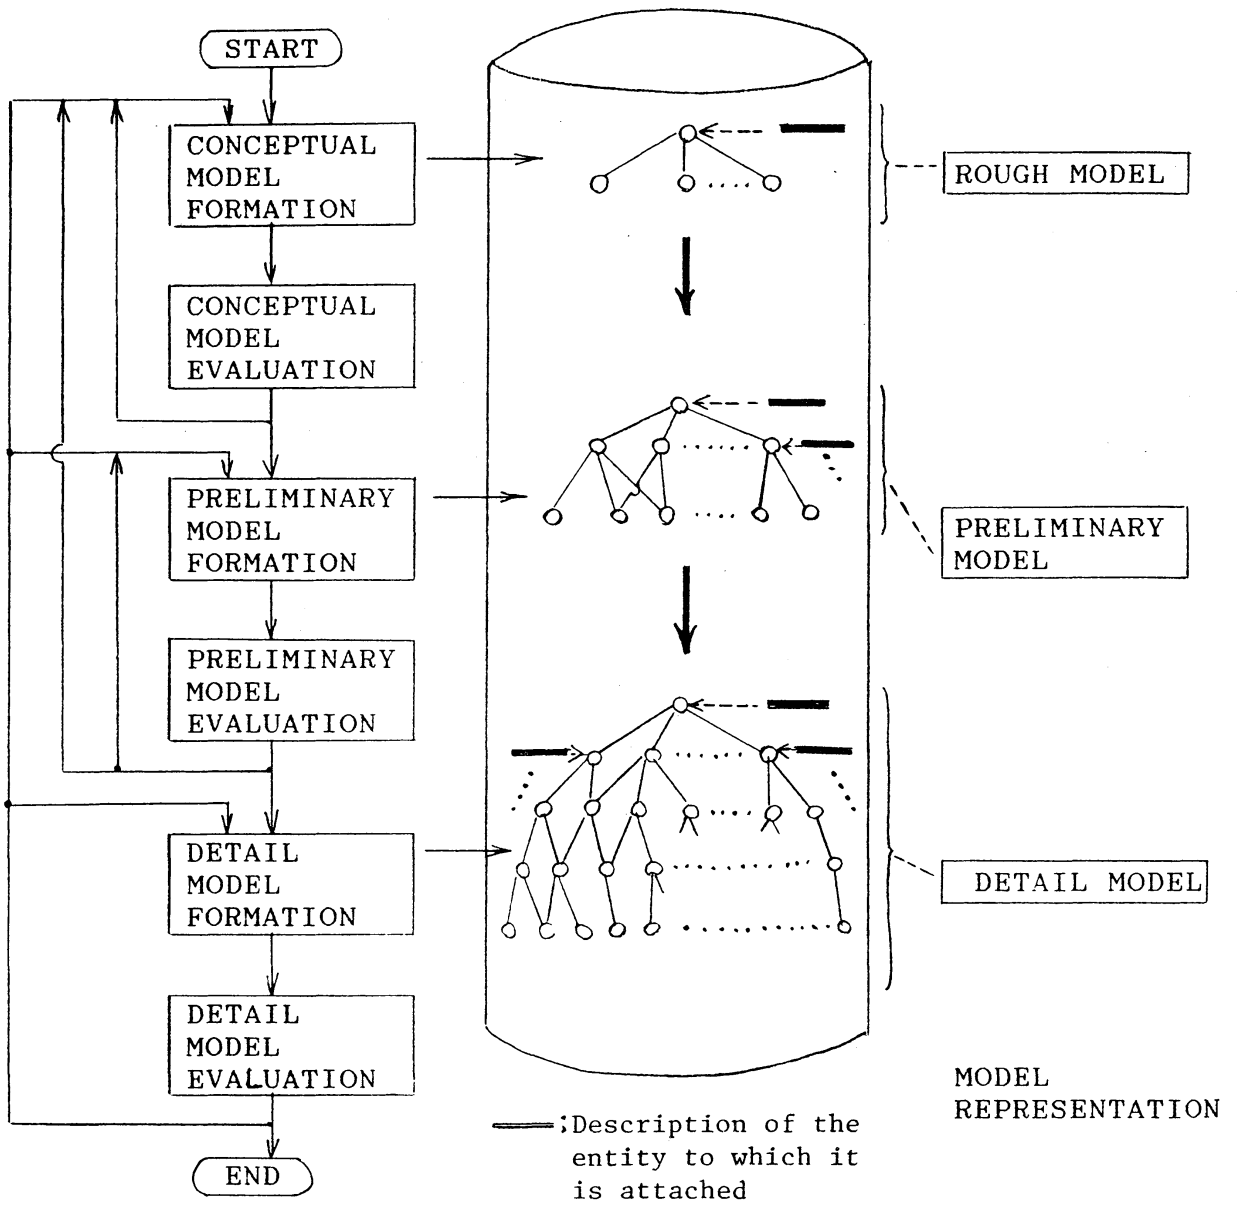 START
CONCEPTUAL
MODEL
FORMATION
CONCEPTUAL
MODEL
EVALUATION
PRELIMINARY
MODEL
FORMATION
PRELIMINARY
MODEL
EVALUATION
DETAIL
MODEL
FORMATION
DETAIL
MODEL
EVALUATION
END
ROUGH MODEL
PRELIMINARY
MODEL
DETAIL MODEL
MODEL
REPRESENTATION
;Description of the
entity to which it
is attached